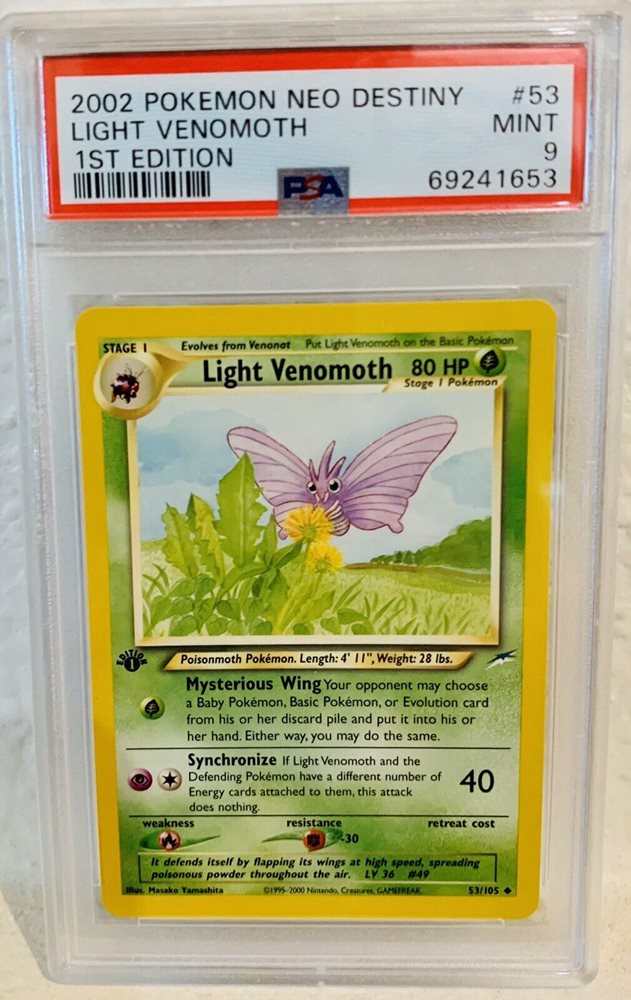 2002 POKEMON NEO DESTINY #53
LIGHT VENOMOTH MINT
1ST EDITION 9
PSA 69241653
STAGE 1 Evolves from Venonat Put Light Venomoth on the Basic Pokémon
Light Venomoth 80 HP
Stage 1 Pokémon
EDITION
1
Poisonmoth Pokémon. Length: 4' 11", Weight: 28 lbs.
Mysterious Wing Your opponent may choose
a Baby Pokémon, Basic Pokémon, or Evolution card
from his or her discard pile and put it into his or
her hand. Either way, you may do the same.
Synchronize If Light Venomoth and the
Defending Pokémon have a different number of
Energy cards attached to them, this attack
does nothing.
40
weakness resistance retreat cost
-30
It defends itself by flapping its wings at high speed, spreading
poisonous powder throughout the air. LV 36 #49
Illus. Masako Yamashita ©1995-2000 Nintendo, Creatures, GAMEFREAK. 53/105